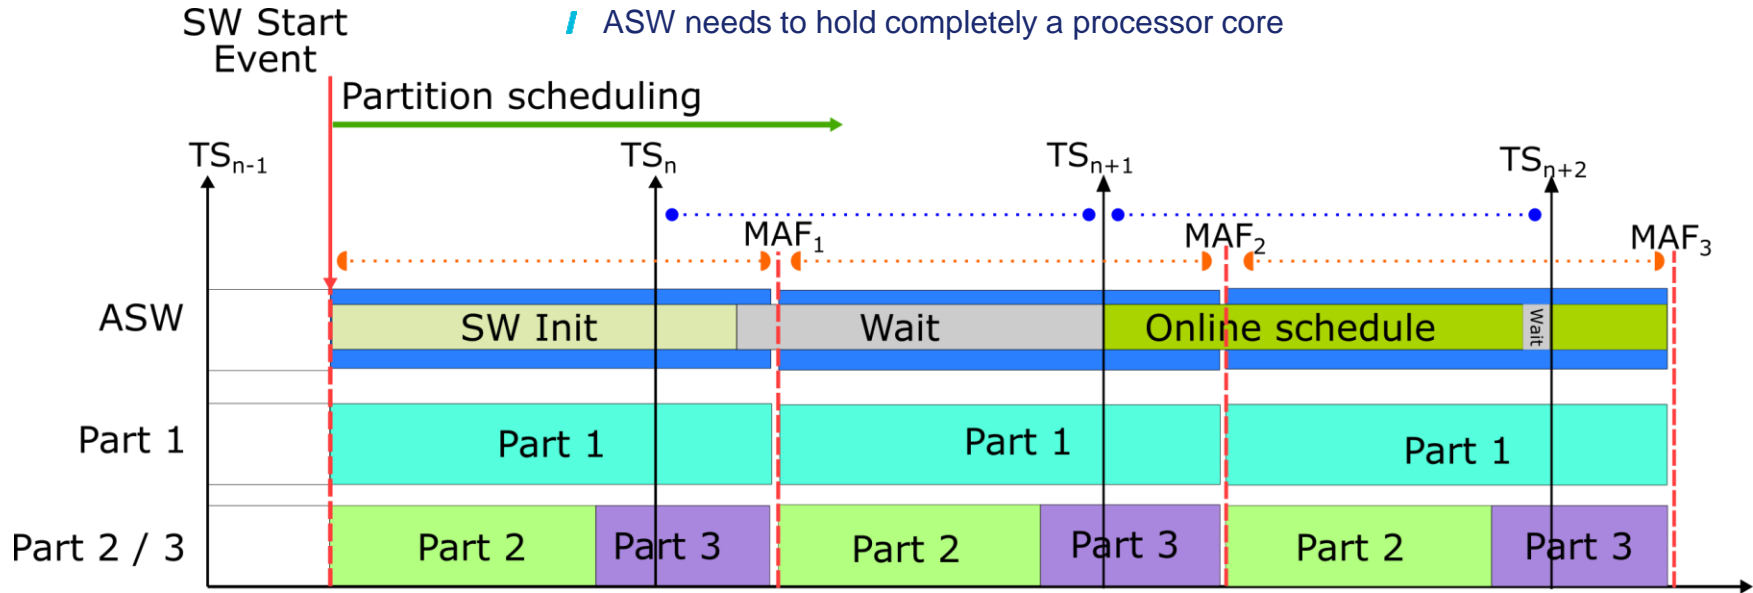 SW Start
Event
ASW needs to hold completely a processor core
Partition scheduling
TSn-1
TSn
TSn+1
TSn+2
MAF1
MAF2
MAF3
ASW
SW Init
Wait
Online schedule
Wait
Part 1
Part 1
Part 1
Part 1
Part 2 / 3
Part 2
Part 3
Part 2
Part 3
Part 2
Part 3